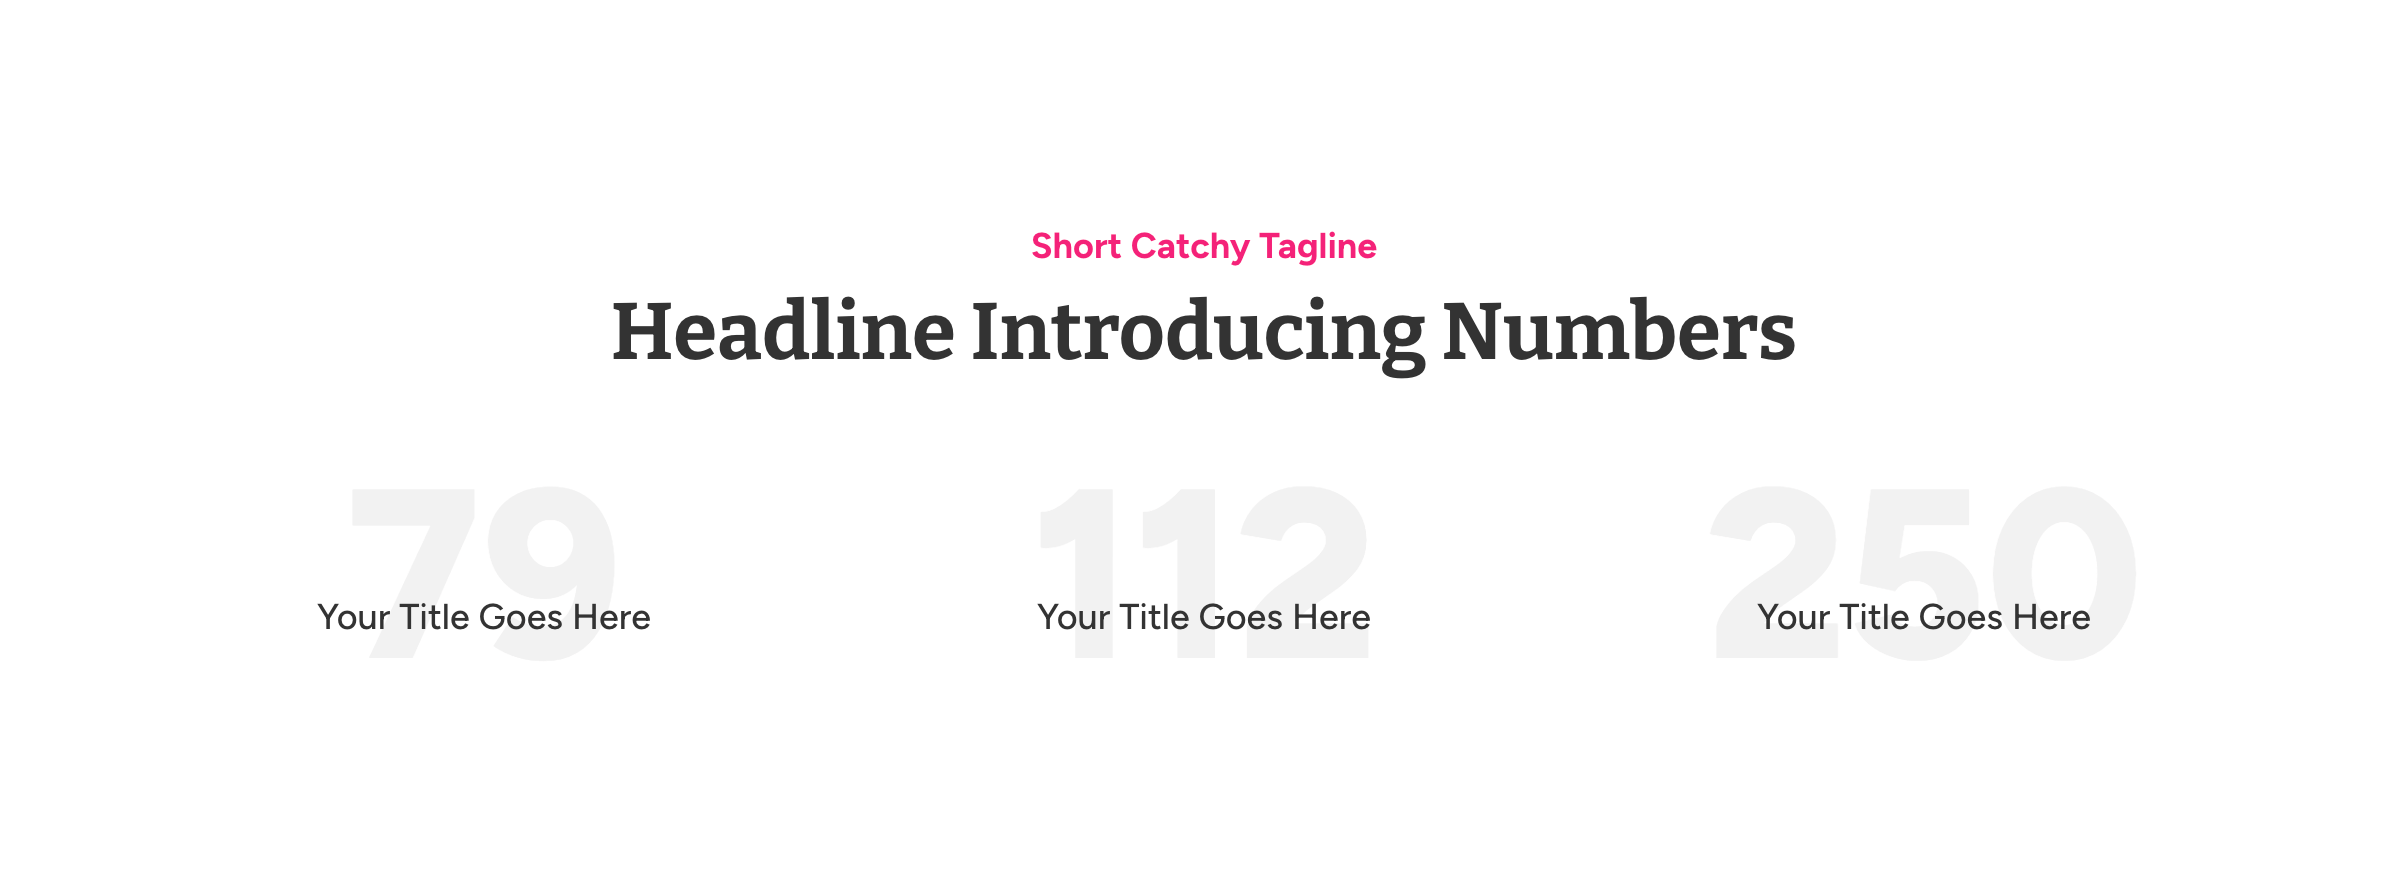 Short Catchy Tagline
Headline Introducing Numbers
79
Your Title Goes Here
112
Your Title Goes Here
250
Your Title Goes Here